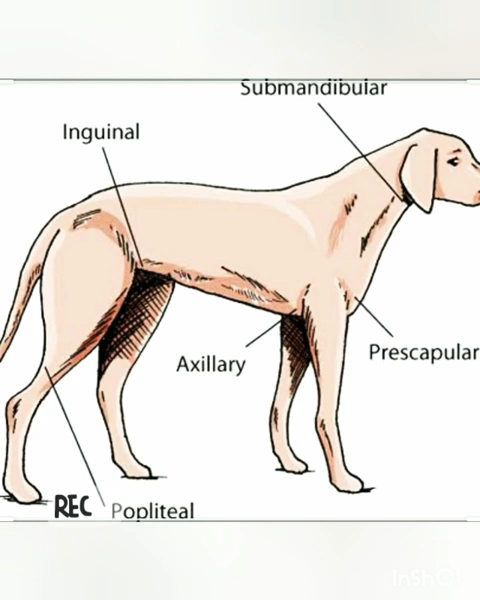 Submandibular
Inguinal
Axillary
Prescapular
REC Popliteal
InShOt